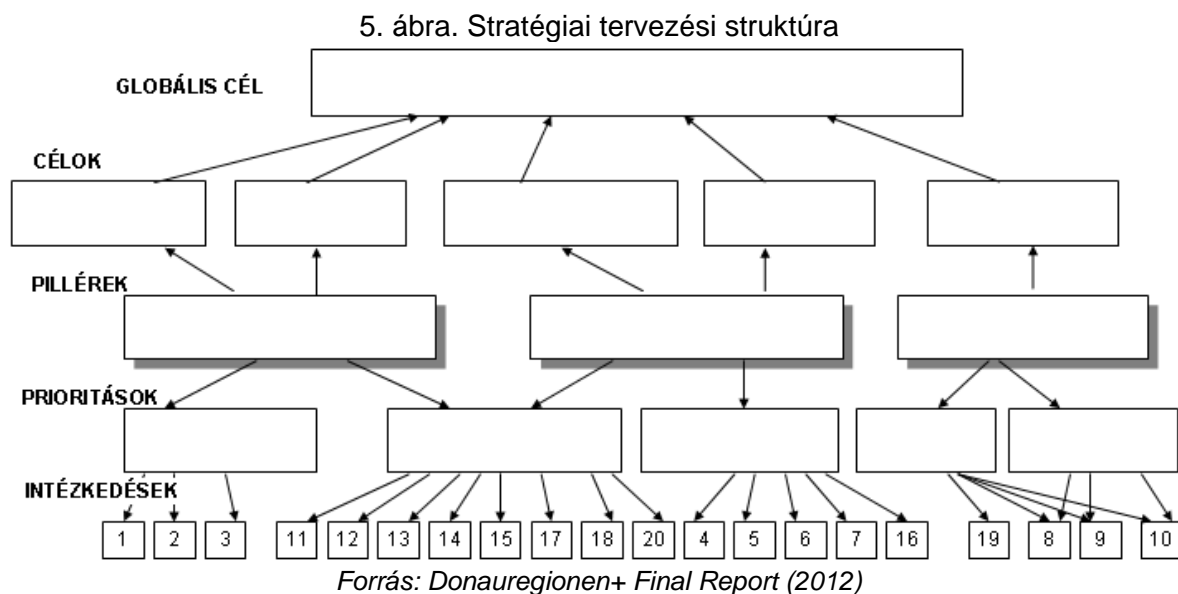 5. ábra. Stratégiai tervezési struktúra
GLOBÁLIS CÉL
CÉLOK
PILLÉREK
PRIORITÁSOK
INTÉZKEDÉSEK
1 2 3 11 12 13 14 15 17 18 20 4 5 6 7 16 19 8 9 10
Forrás: Donauregionen+ Final Report (2012)